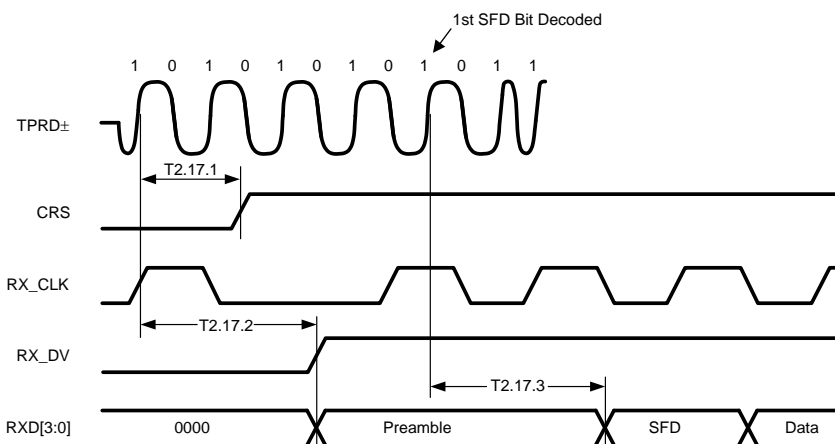 1st SFD Bit Decoded
1 0 1 0 1 0 1 0 1 0 1 1
TPRD±
T2.17.1
CRS
RX_CLK
T2.17.2
RX_DV
T2.17.3
RXD[3:0] 0000 Preamble SFD Data